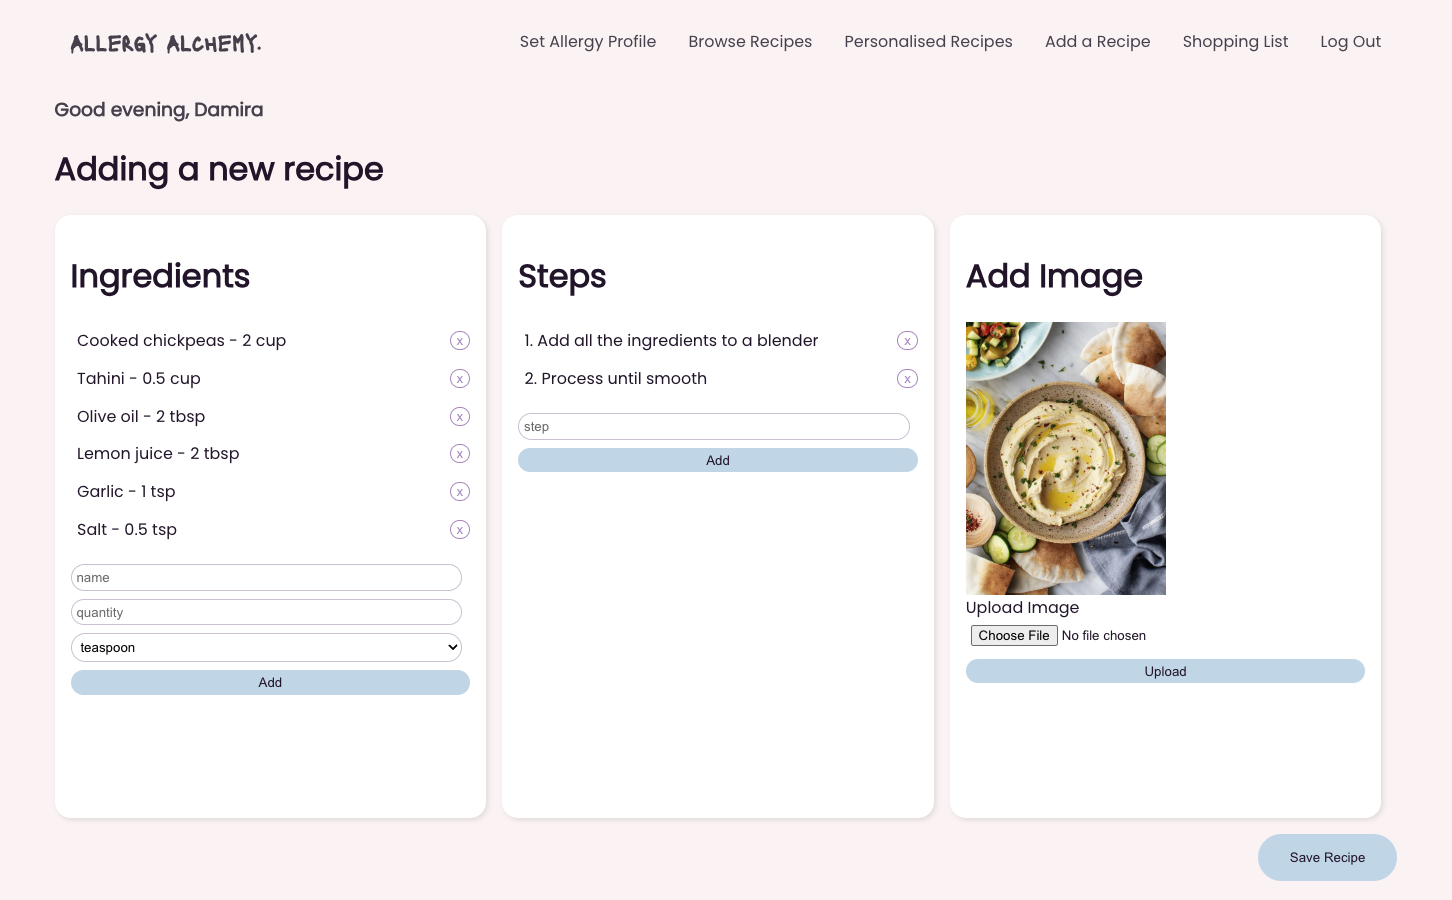 ALLERGY ALCHEMY.
Set Allergy Profile
Browse Recipes
Personalised Recipes
Add a Recipe
Shopping List
Log Out
Good evening, Damira
Adding a new recipe
Ingredients
Cooked chickpeas - 2 cup
x
Tahini - 0.5 cup
x
Olive oil - 2 tbsp
x
Lemon juice - 2 tbsp
x
Garlic - 1 tsp
x
Salt - 0.5 tsp
x
name
quantity
teaspoon
Add
Steps
1. Add all the ingredients to a blender
x
2. Process until smooth
x
step
Add
Add Image
Upload Image
Choose File No file chosen
Upload
Save Recipe